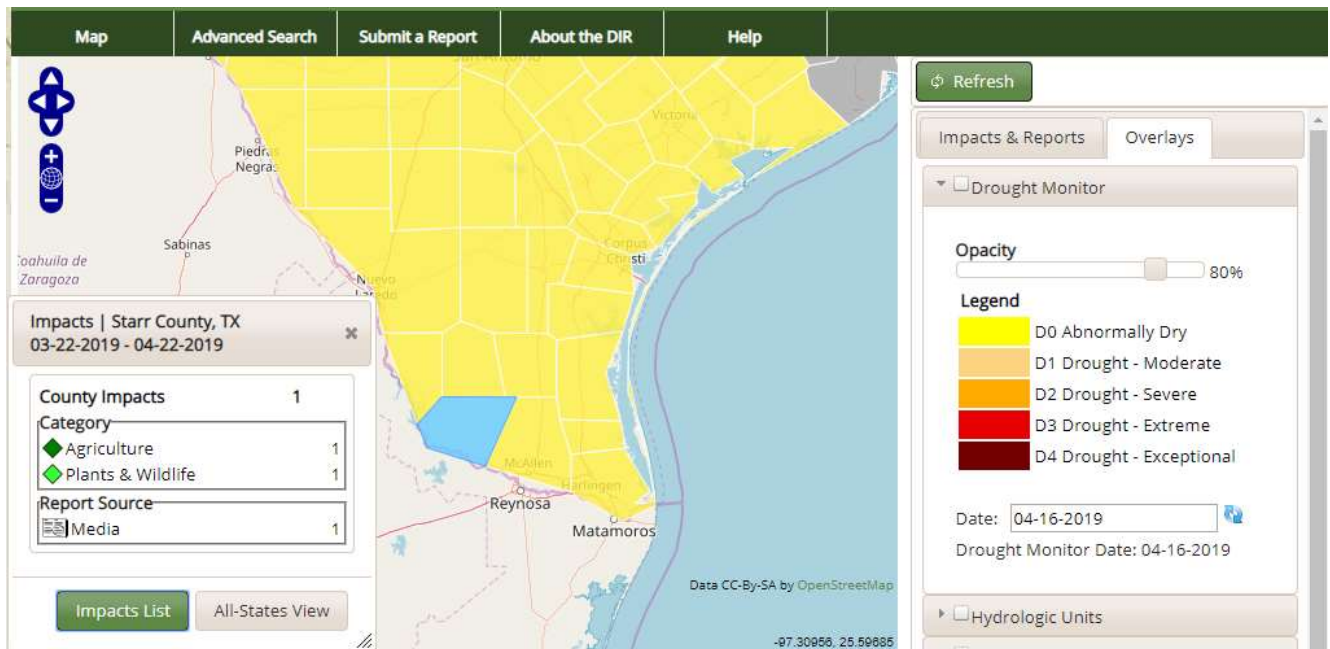 Map
Advanced Search
Submit a Report
About the DIR
Help
San Antonio
Victoria
Piedras
Negras
Sabinas
Coahuila de
Zaragoza
Nuevo
Laredo
Corpus
Christi
McAllen
Harlingen
Reynosa
Matamoros
Data CC-By-SA by OpenStreetMap
-97.30956, 25.59685
Impacts | Starr County, TX
03-22-2019 - 04-22-2019
County Impacts 1
Category
Agriculture 1
Plants & Wildlife 1
Report Source
Media 1
Impacts List
All-States View
Refresh
Impacts & Reports
Overlays
Drought Monitor
Opacity
80%
Legend
D0 Abnormally Dry
D1 Drought - Moderate
D2 Drought - Severe
D3 Drought - Extreme
D4 Drought - Exceptional
Date: 04-16-2019
Drought Monitor Date: 04-16-2019
Hydrologic Units